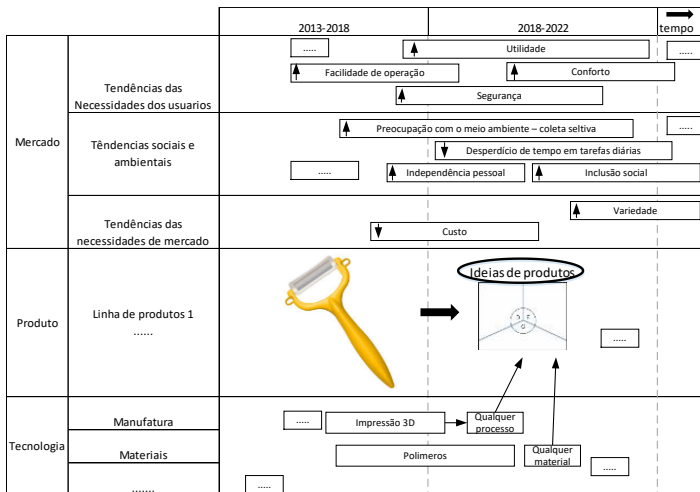 2013-2018
2018-2022
tempo
Mercado
Tendências das
Necessidades dos usuarios
.....
Utilidade
.....
Facilidade de operação
Conforto
Segurança
Têndencias sociais e
ambientais
Preocupação com o meio ambiente – coleta seltiva
.....
Desperdício de tempo em tarefas diárias
.....
Independência pessoal
Inclusão social
Tendências das
necessidades de mercado
Variedade
Custo
Produto
Linha de produtos 1
......
Ideias de produtos
.....
Tecnologia
Manufatura
.....
Impressão 3D
Qualquer
processo
Materiais
Polimeros
Qualquer
material
.....
.......
.....